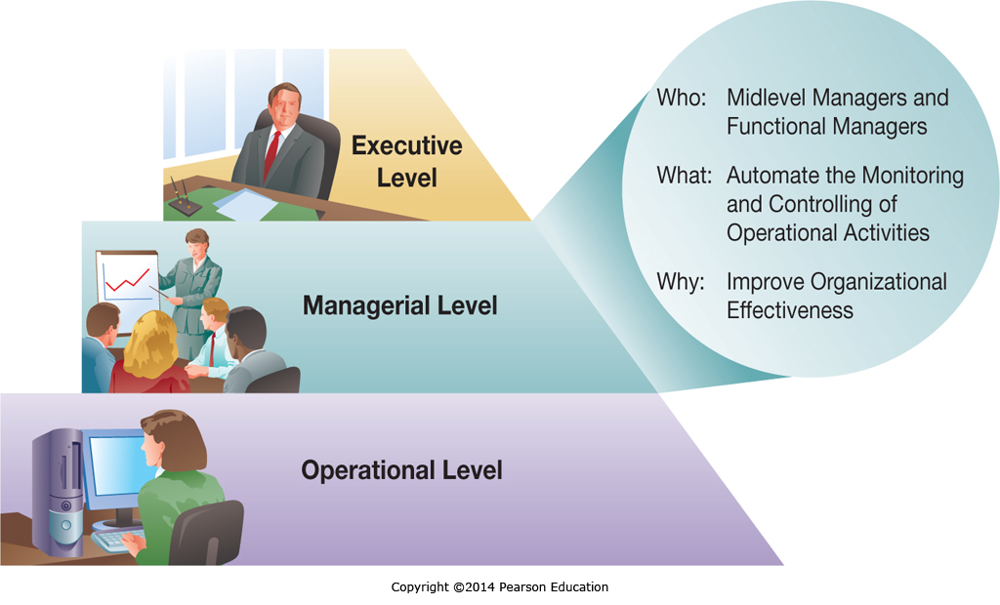 Executive
Level
Who: Midlevel Managers and
Functional Managers
What: Automate the Monitoring
and Controlling of
Operational Activities
Why: Improve Organizational
Effectiveness
Managerial Level
Operational Level
Copyright ©2014 Pearson Education